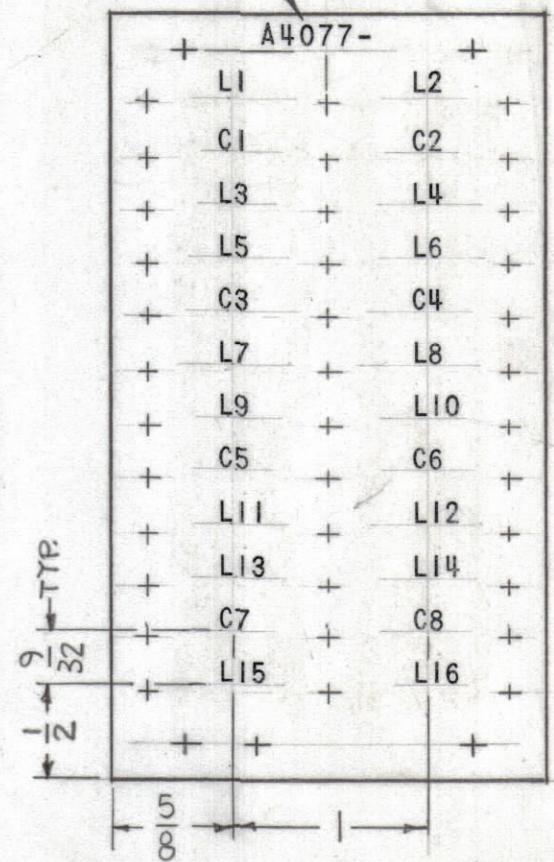 A4077-
L1 L2
C1 C2
L3 L4
L5 L6
C3 C4
L7 L8
L9 L10
C5 C6
L11 L12
L13 L14
C7 C8
L15 L16
TYP.
9/32
1/2
5/8
1